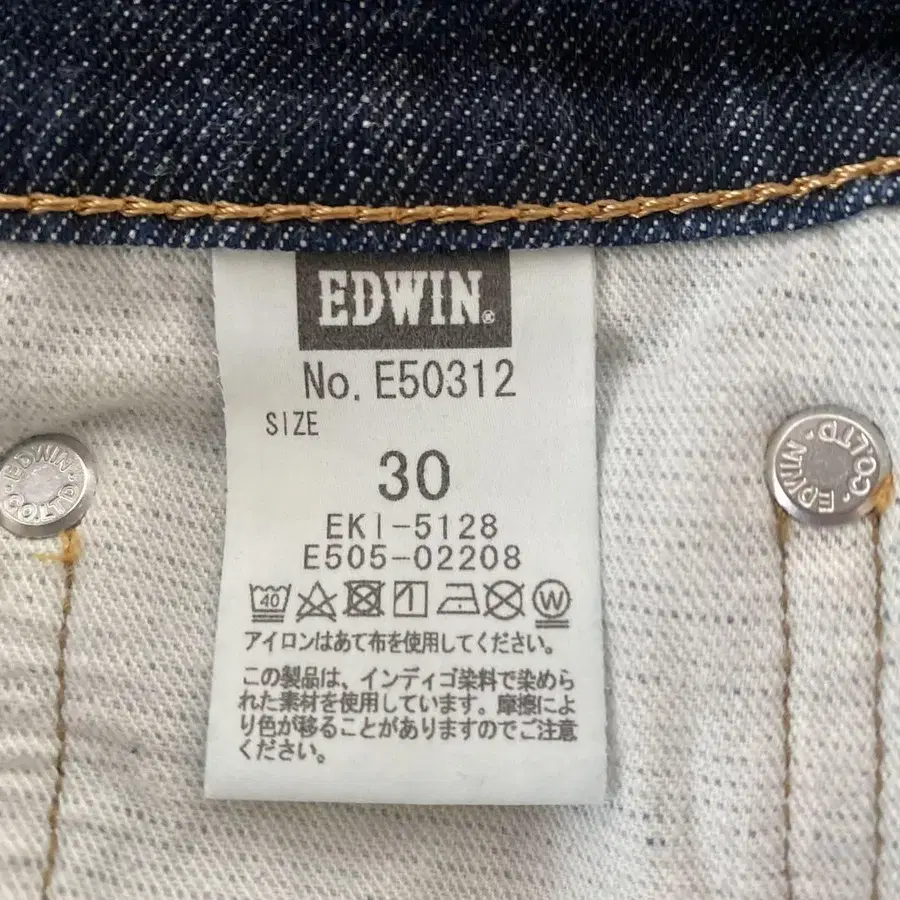 EDWIN®
No. E50312
SIZE
30
EKI-5128
E505-02208
40 W
アイロンはあて布を使用してください。
この製品は、インディゴ染料で染めら
れた素材を使用しています。摩擦によ
り色が移ることがありますのでご注意
ください。
EDWIN・CO.LTD・
EDWIN・CO.LTD・